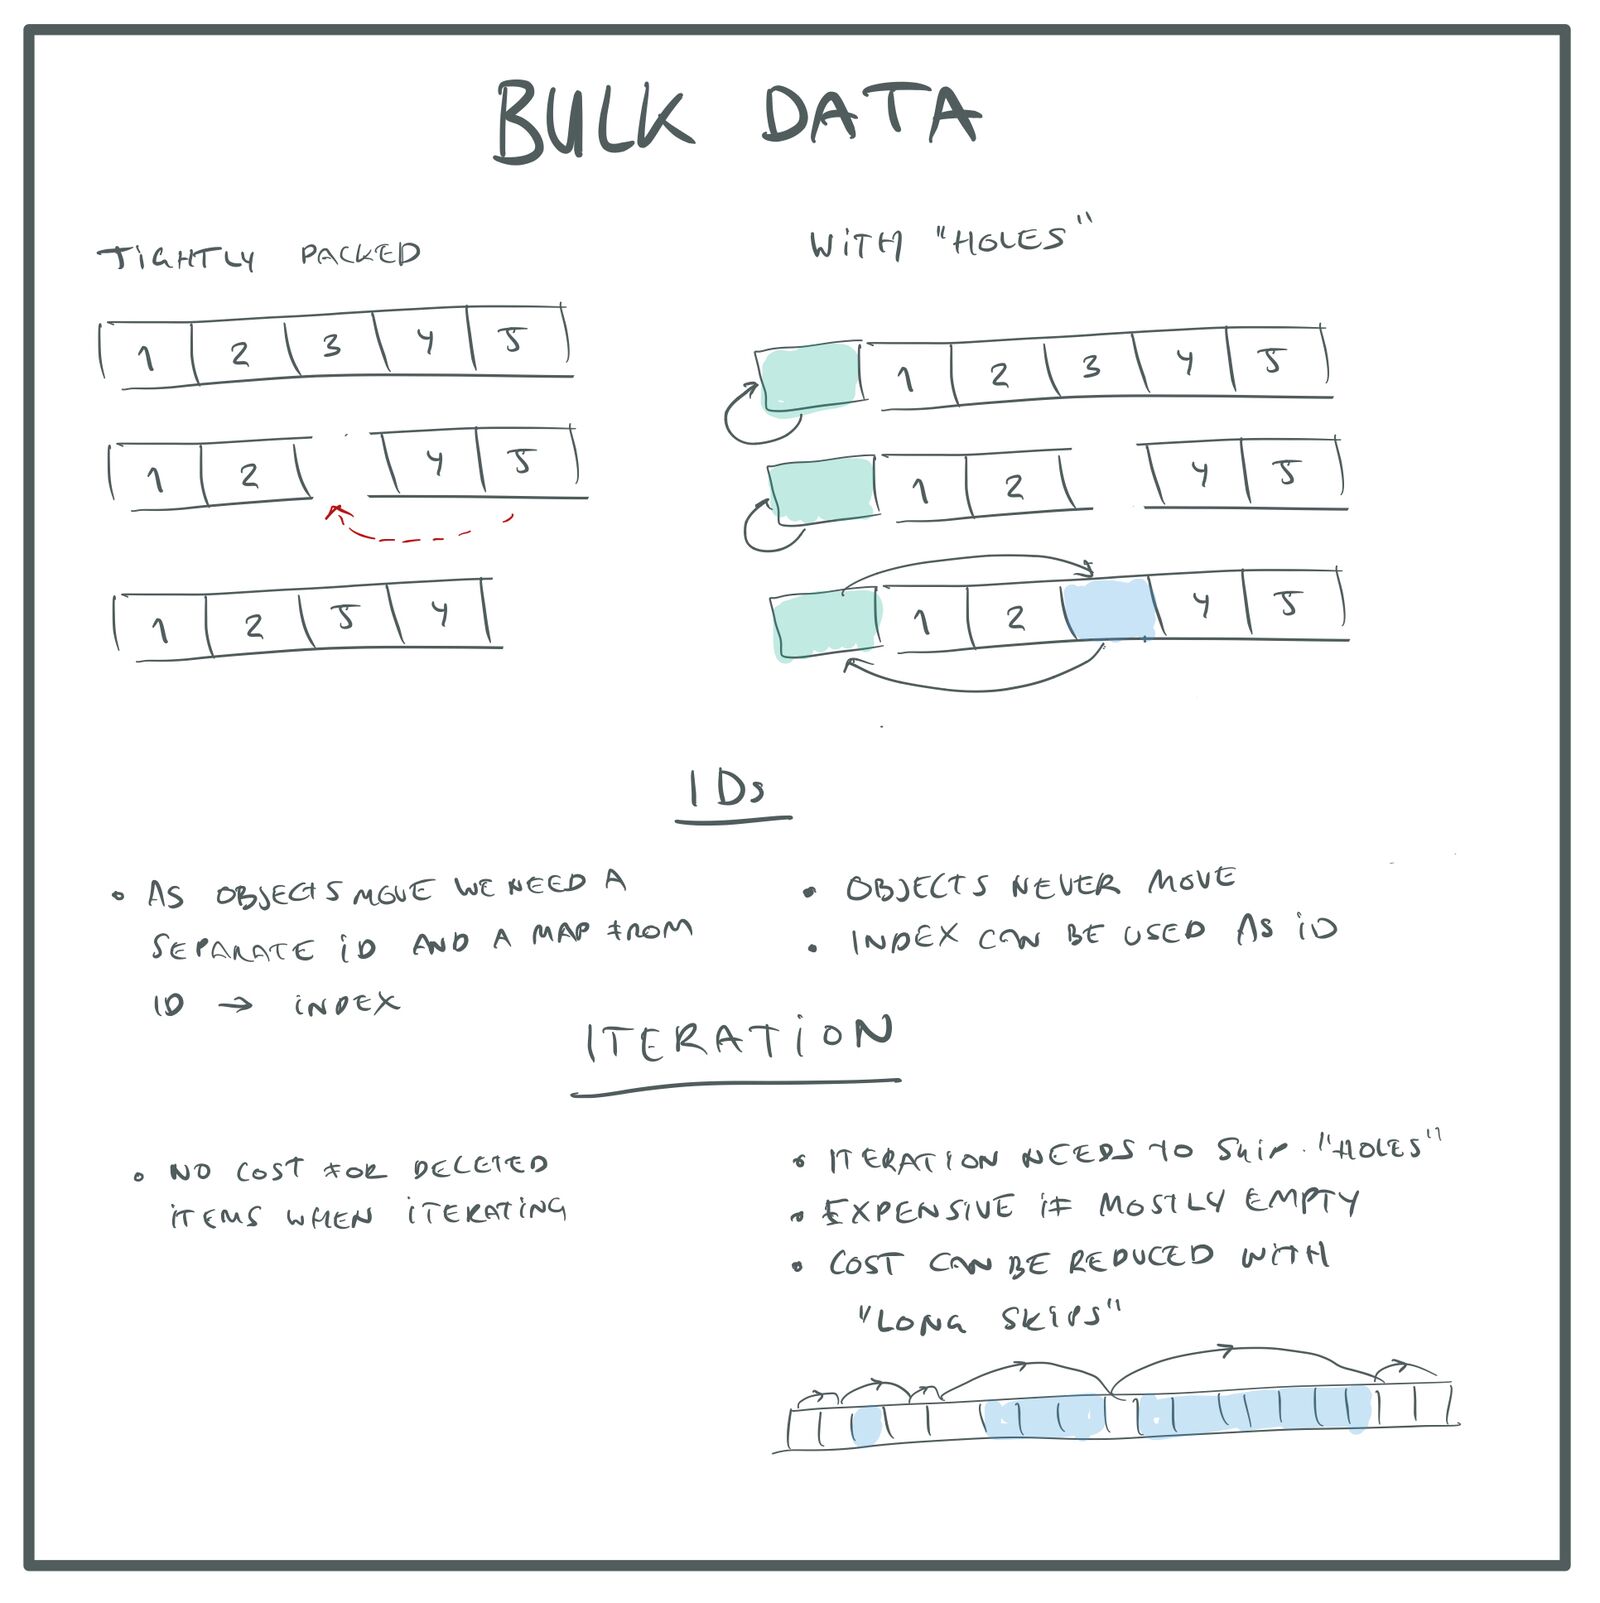 BULK DATA
TIGHTLY PACKED
1 2 3 4 5
1 2 4 5
1 2 5 4
WITH "HOLES"
1 2 3 4 5
1 2 4 5
1 2 4 5
IDs
• AS OBJECTS MOVE WE NEED A
SEPARATE ID AND A MAP FROM
ID → INDEX
• OBJECTS NEVER MOVE
• INDEX CAN BE USED AS ID
ITERATION
• NO COST FOR DELETED
ITEMS WHEN ITERATING
• ITERATION NEEDS TO SKIP "HOLES"
• EXPENSIVE IF MOSTLY EMPTY
• COST CAN BE REDUCED WITH
"LONG SKIPS"